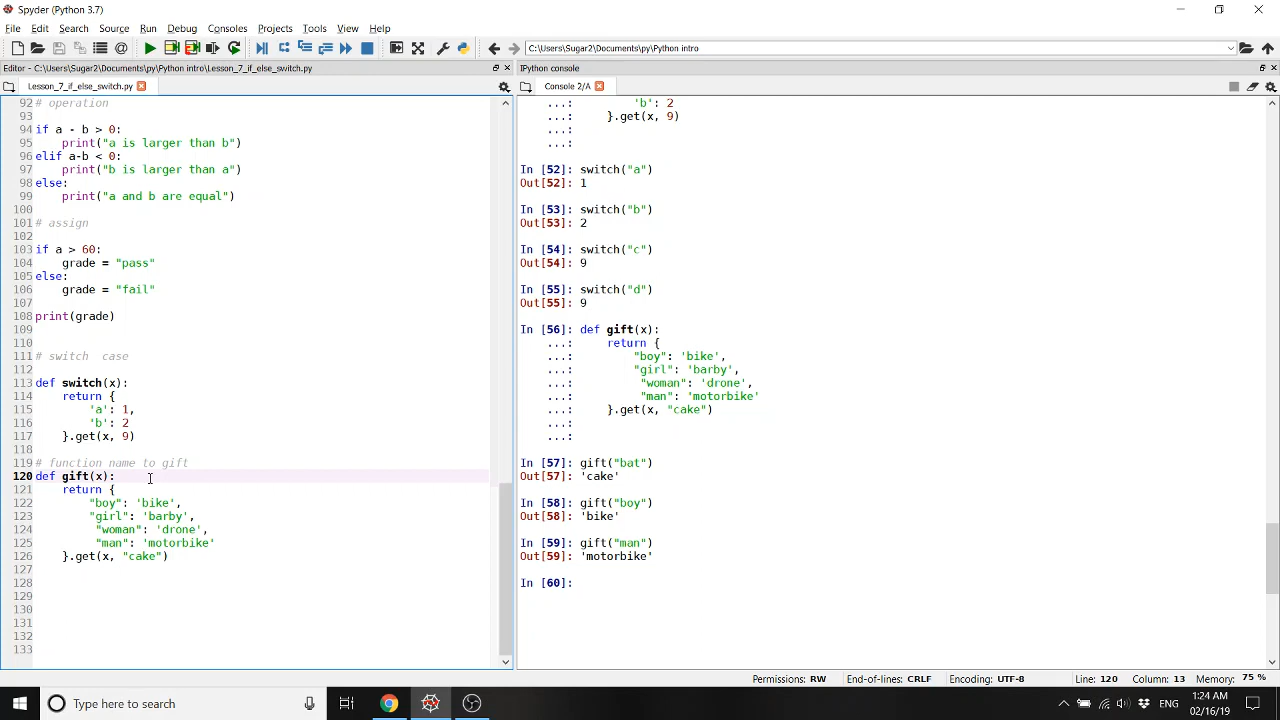 Spyder (Python 3.7)
File Edit Search Source Run Debug Consoles Projects Tools View Help
C:\Users\Sugar2\Documents\py\Python intro
Editor - C:\Users\Sugar2\Documents\py\Python intro\Lesson_7_if_else_switch.py
Lesson_7_if_else_switch.py
92 # operation
93
94 if a - b > 0:
95     print("a is larger than b")
96 elif a-b < 0:
97     print("b is larger than a")
98 else:
99     print("a and b are equal")
100
101 # assign
102
103 if a > 60:
104     grade = "pass"
105 else:
106     grade = "fail"
107
108 print(grade)
109
110
111 # switch  case
112
113 def switch(x):
114     return {
115         'a': 1,
116         'b': 2
117     }.get(x, 9)
118
119 # function name to gift
120 def gift(x):
121     return {
122         "boy": 'bike',
123         "girl": 'barby',
124          "woman": 'drone',
125          "man": 'motorbike'
126     }.get(x, "cake")
127
128
129
130
131
132
133
IPython console
Console 2/A
...:         'b': 2
...:     }.get(x, 9)
...:
...:
In [52]: switch("a")
Out[52]: 1
In [53]: switch("b")
Out[53]: 2
In [54]: switch("c")
Out[54]: 9
In [55]: switch("d")
Out[55]: 9
In [56]: def gift(x):
...:     return {
...:         "boy": 'bike',
...:         "girl": 'barby',
...:          "woman": 'drone',
...:          "man": 'motorbike'
...:     }.get(x, "cake")
...:
...:
In [57]: gift("bat")
Out[57]: 'cake'
In [58]: gift("boy")
Out[58]: 'bike'
In [59]: gift("man")
Out[59]: 'motorbike'
In [60]:
Permissions: RW End-of-lines: CRLF Encoding: UTF-8 Line: 120 Column: 13 Memory: 75 %
Type here to search
ENG
1:24 AM
02/16/19